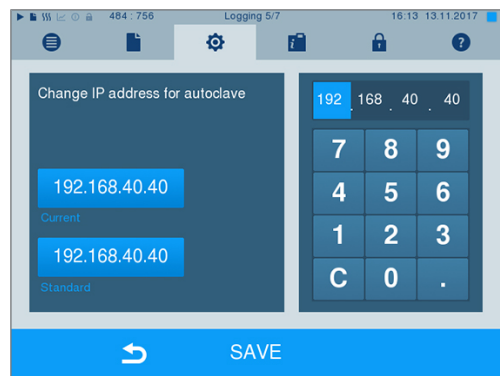 484 : 756 Logging 5/7 16:13 13.11.2017
i ?
Change IP address for autoclave
192 . 168 . 40 . 40
7 8 9
192.168.40.40
4 5 6
Current
1 2 3
192.168.40.40
C 0 .
Standard
SAVE